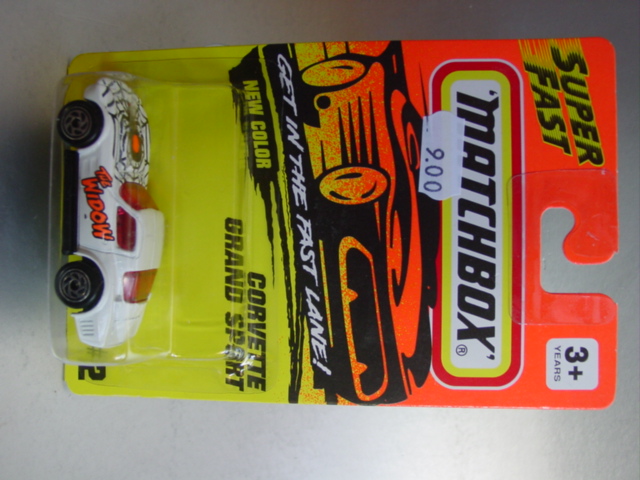 SUPER
FAST
3+
YEARS
'MATCHBOX'®
9.00
GET IN THE FAST LANE!
NEW COLOR
CORVETTE
GRAND SPORT
THE
WIDOW
2